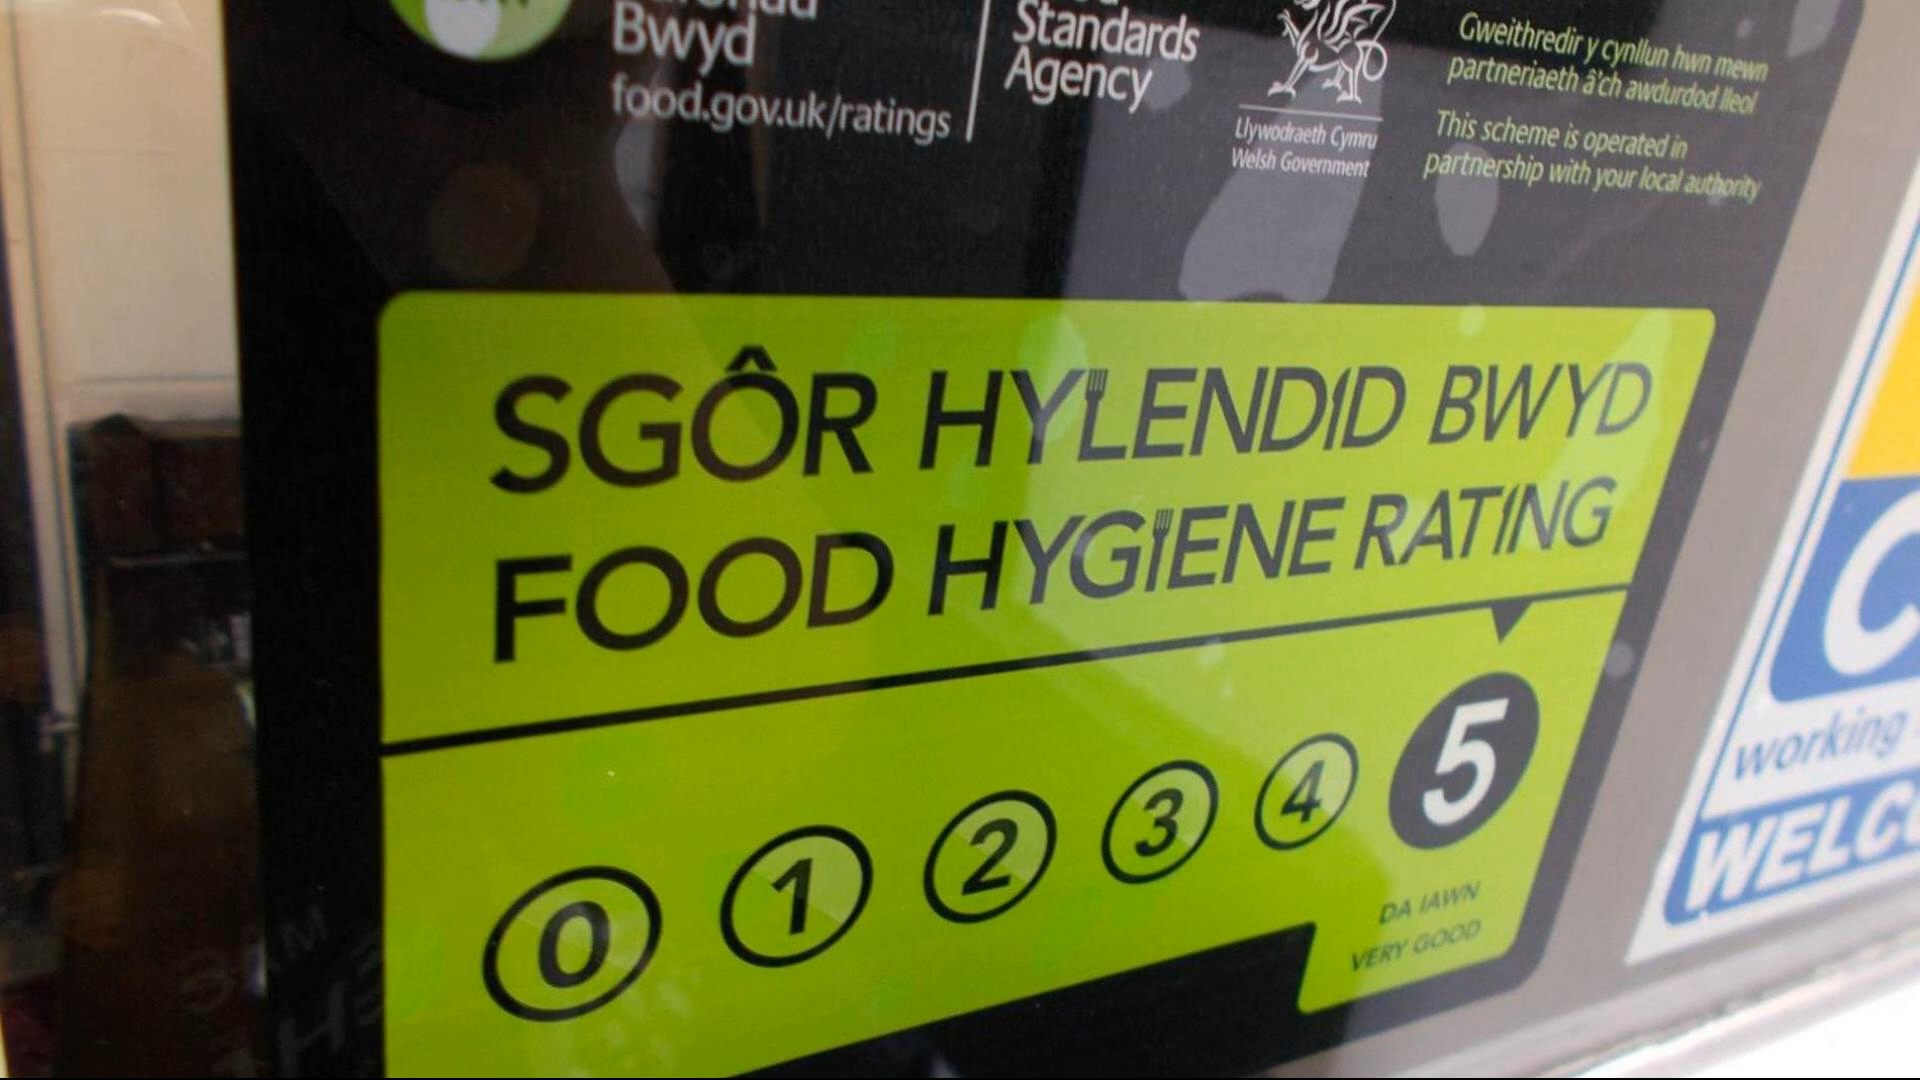 Bwyd
food.gov.uk/ratings
Standards
Agency
Llywodraeth Cymru
Welsh Government
Gweithredir y cynllun hwn mewn
partneriaeth â'ch awdurdod lleol
This scheme is operated in
partnership with your local authority
SGÔR HYLENDID BWYD
FOOD HYGIENE RATING
0 1 2 3 4 5
DA IAWN
VERY GOOD
C
working